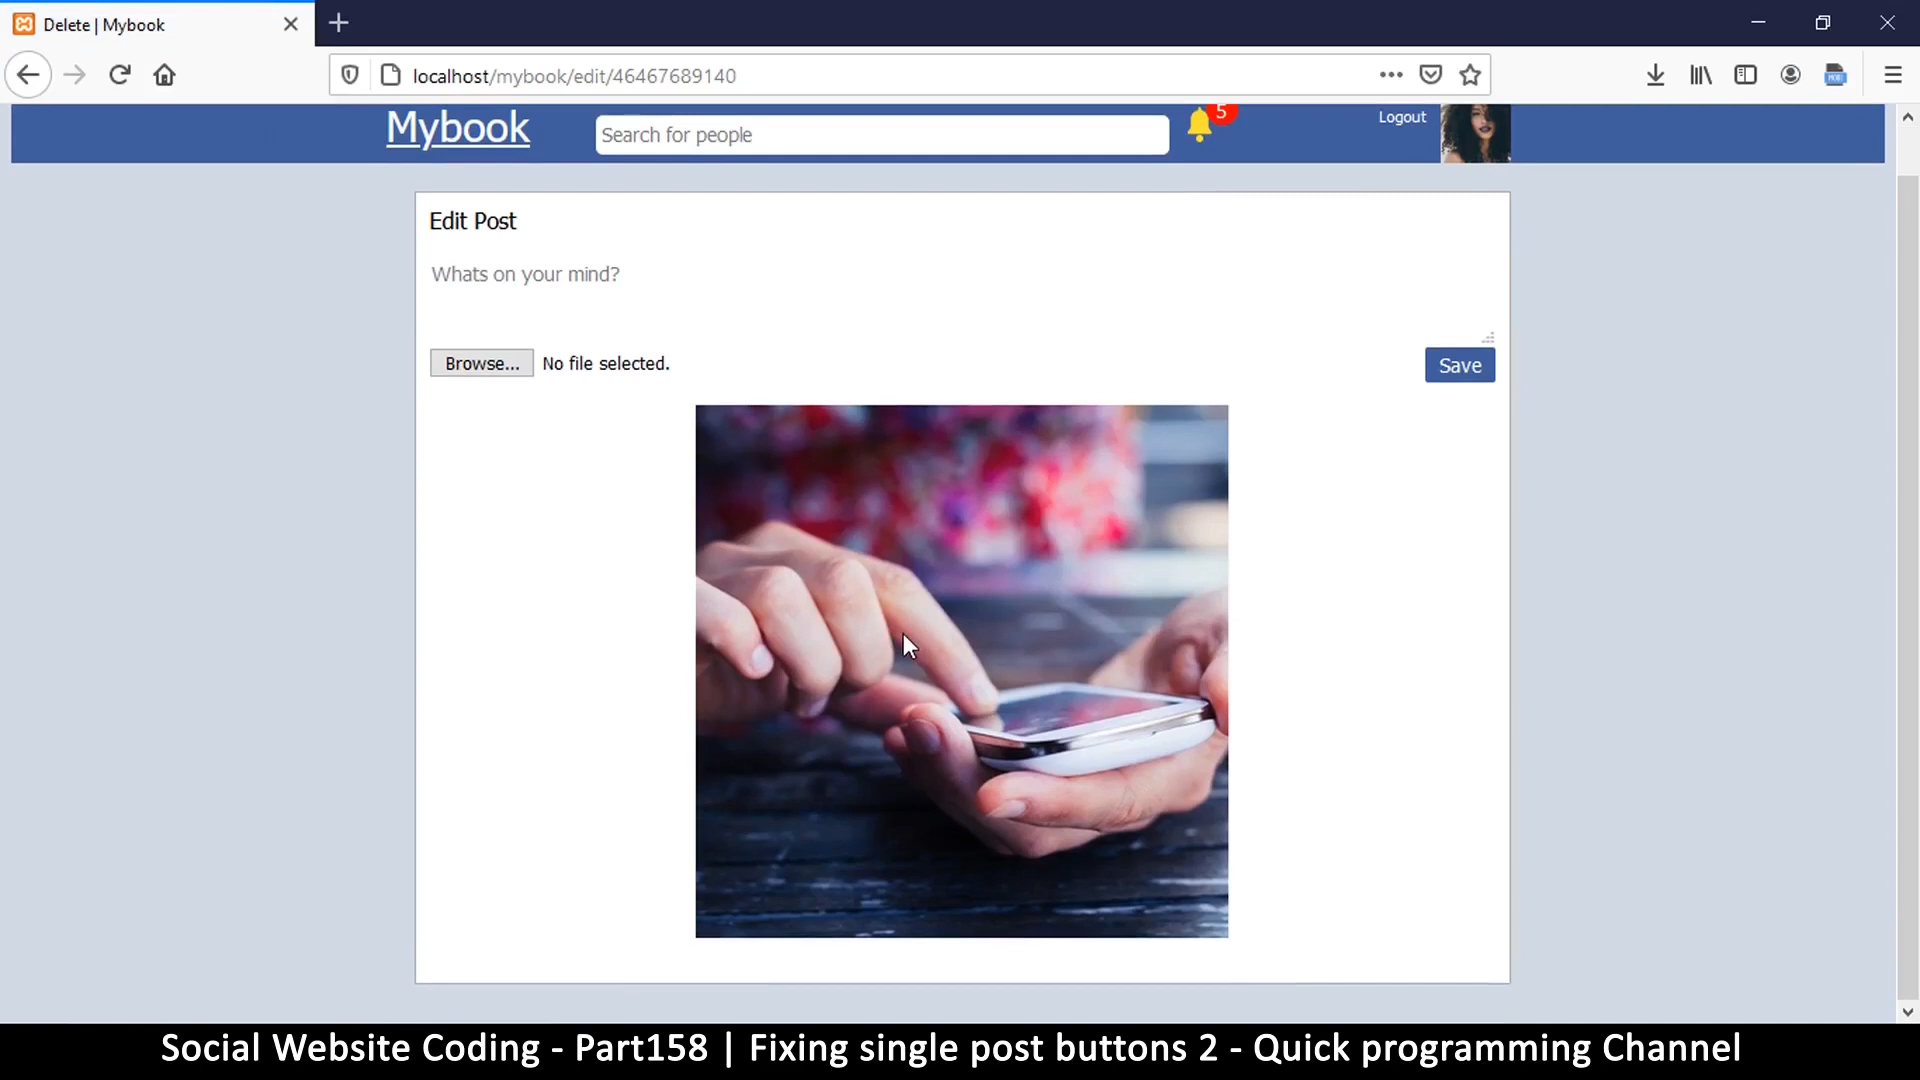 Delete | Mybook
localhost/mybook/edit/46467689140
Mybook
Search for people
5
Logout
Edit Post
Whats on your mind?
Browse... No file selected.
Save
Social Website Coding - Part158 | Fixing single post buttons 2 - Quick programming Channel